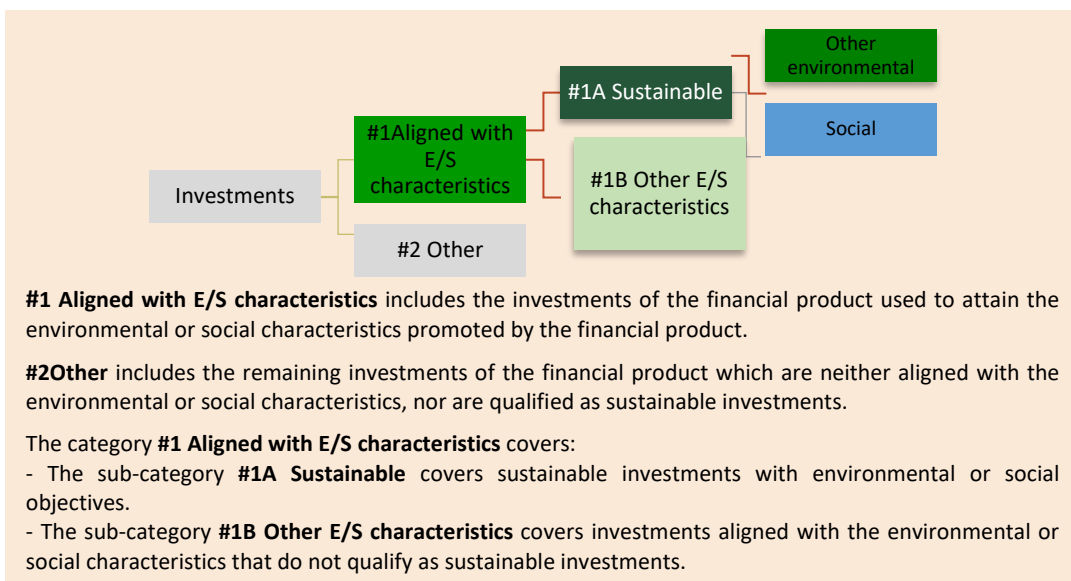 Other
environmental
#1A Sustainable
Social
#1Aligned with
E/S
characteristics
#1B Other E/S
characteristics
Investments
#2 Other
#1 Aligned with E/S characteristics includes the investments of the financial product used to attain the
environmental or social characteristics promoted by the financial product.
#2Other includes the remaining investments of the financial product which are neither aligned with the
environmental or social characteristics, nor are qualified as sustainable investments.
The category #1 Aligned with E/S characteristics covers:
- The sub-category #1A Sustainable covers sustainable investments with environmental or social
objectives.
- The sub-category #1B Other E/S characteristics covers investments aligned with the environmental or
social characteristics that do not qualify as sustainable investments.